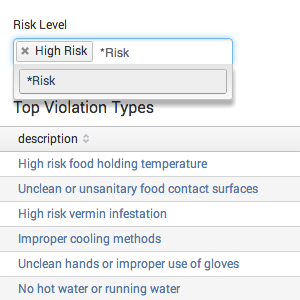 Risk Level
× High Risk *Risk
*Risk
Top Violation Types
description
High risk food holding temperature
Unclean or unsanitary food contact surfaces
High risk vermin infestation
Improper cooling methods
Unclean hands or improper use of gloves
No hot water or running water